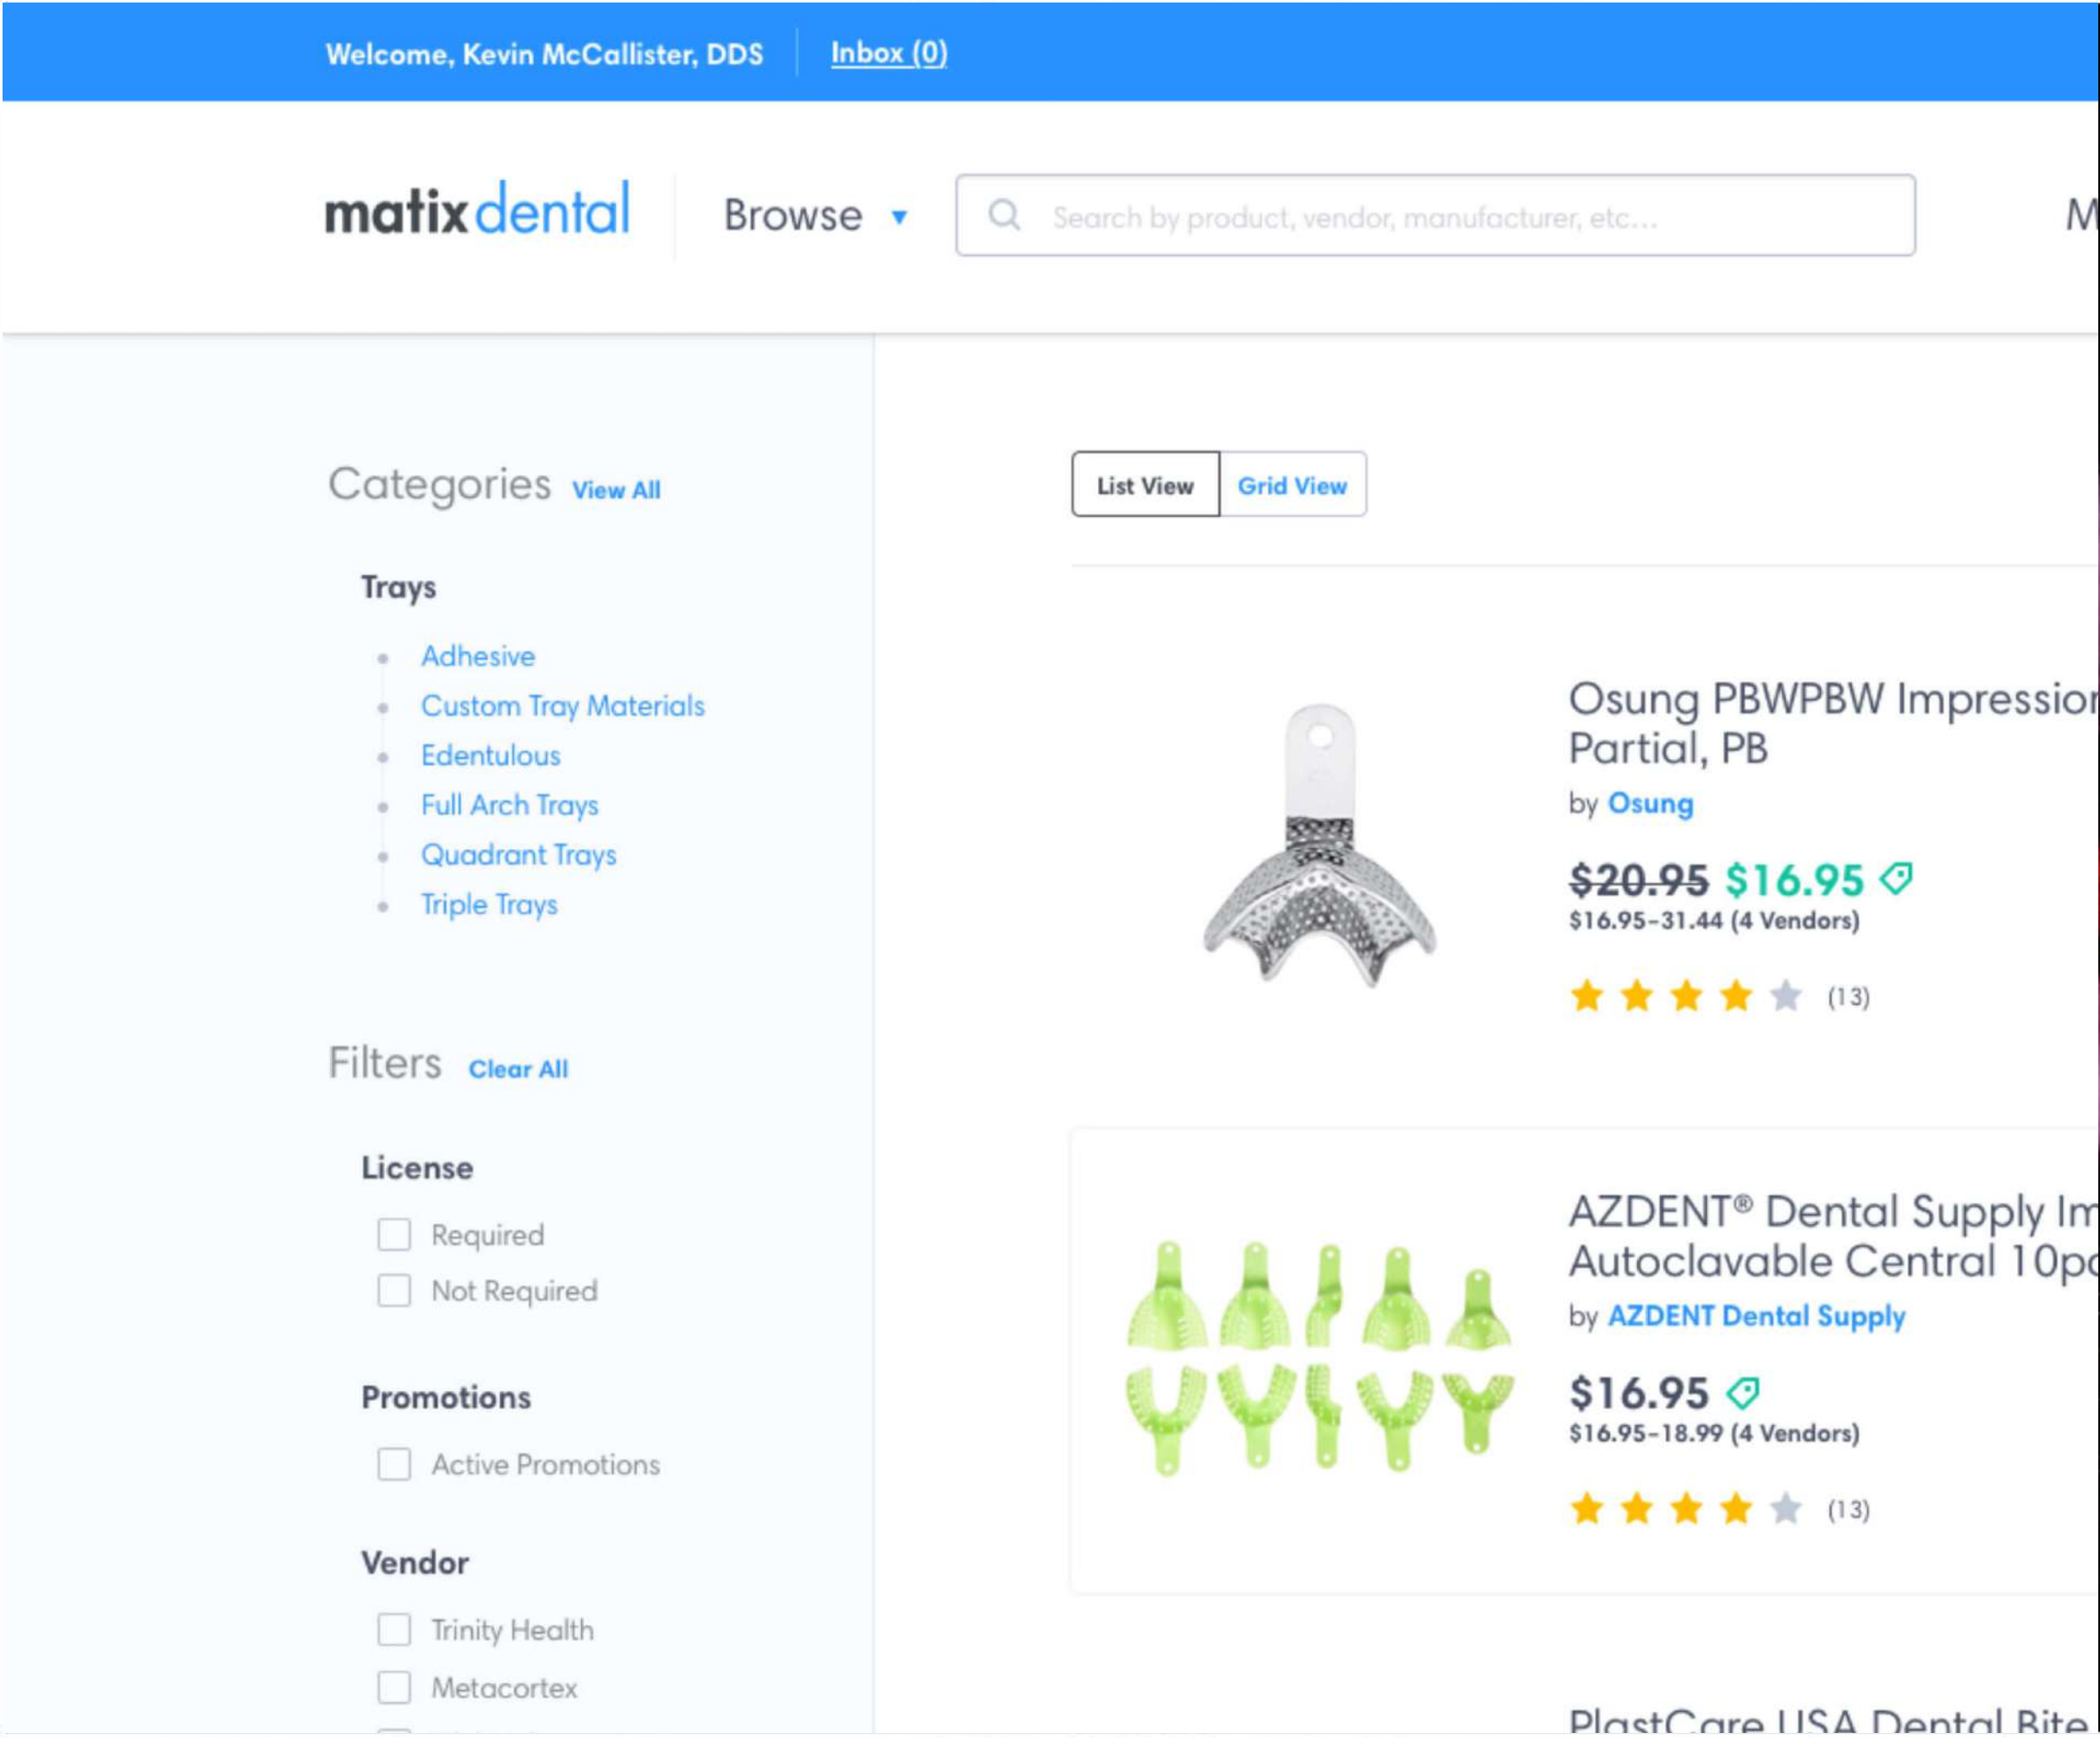 Welcome, Kevin McCallister, DDS
Inbox (0)
matixdental
Browse
Search by product, vendor, manufacturer, etc...
Categories View All
Trays
Adhesive
Custom Tray Materials
Edentulous
Full Arch Trays
Quadrant Trays
Triple Trays
Filters Clear All
License
Required
Not Required
Promotions
Active Promotions
Vendor
Trinity Health
Metacortex
List View
Grid View
Osung PBWPBW
Partial, PB
by Osung
$20.95 $16.95
$16.95-31.44 (4 Vendors)
(13)
AZDENT® Dental Supply
Autoclavable Central
by AZDENT Dental Supply
$16.95
$16.95-18.99 (4 Vendors)
(13)
PlastCare USA Dental Bite